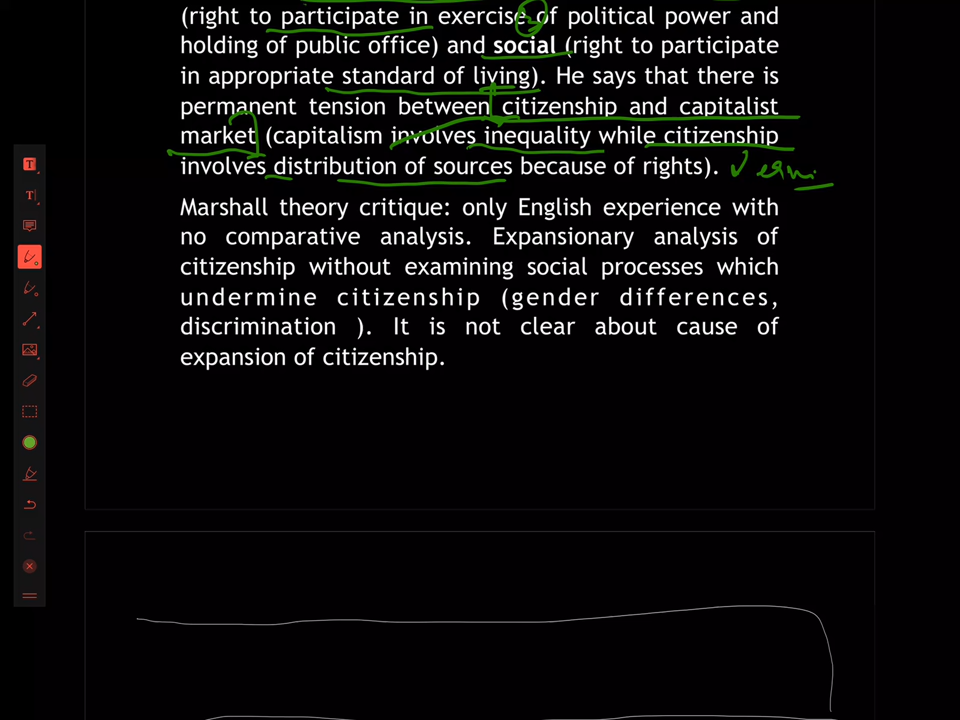 (right to participate in exercise of political power and
holding of public office) and social (right to participate
in appropriate standard of living). He says that there is
permanent tension between citizenship and capitalist
market (capitalism involves inequality while citizenship
involves distribution of sources because of rights).
Marshall theory critique: only English experience with
no comparative analysis. Expansionary analysis of
citizenship without examining social processes which
undermine citizenship (gender differences,
discrimination ). It is not clear about cause of
expansion of citizenship.